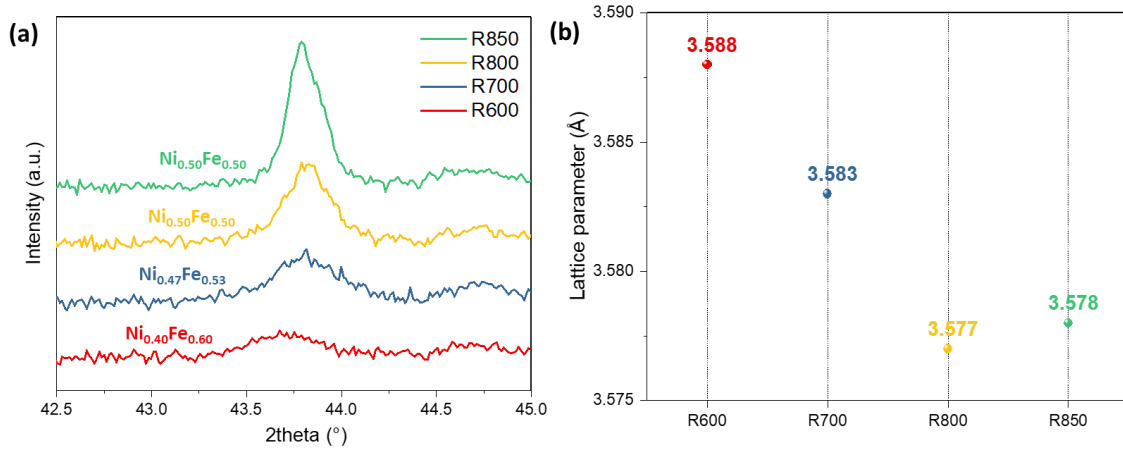 (a)
R850
R800
R700
R600
Ni0.50Fe0.50
Ni0.50Fe0.50
Ni0.47Fe0.53
Ni0.40Fe0.60
Intensity (a.u.)
42.5 43.0 43.5 44.0 44.5 45.0
2theta (°)
(b)
3.590
3.585
3.580
3.575
Lattice parameter (Å)
3.588
3.583
3.577
3.578
R600 R700 R800 R850